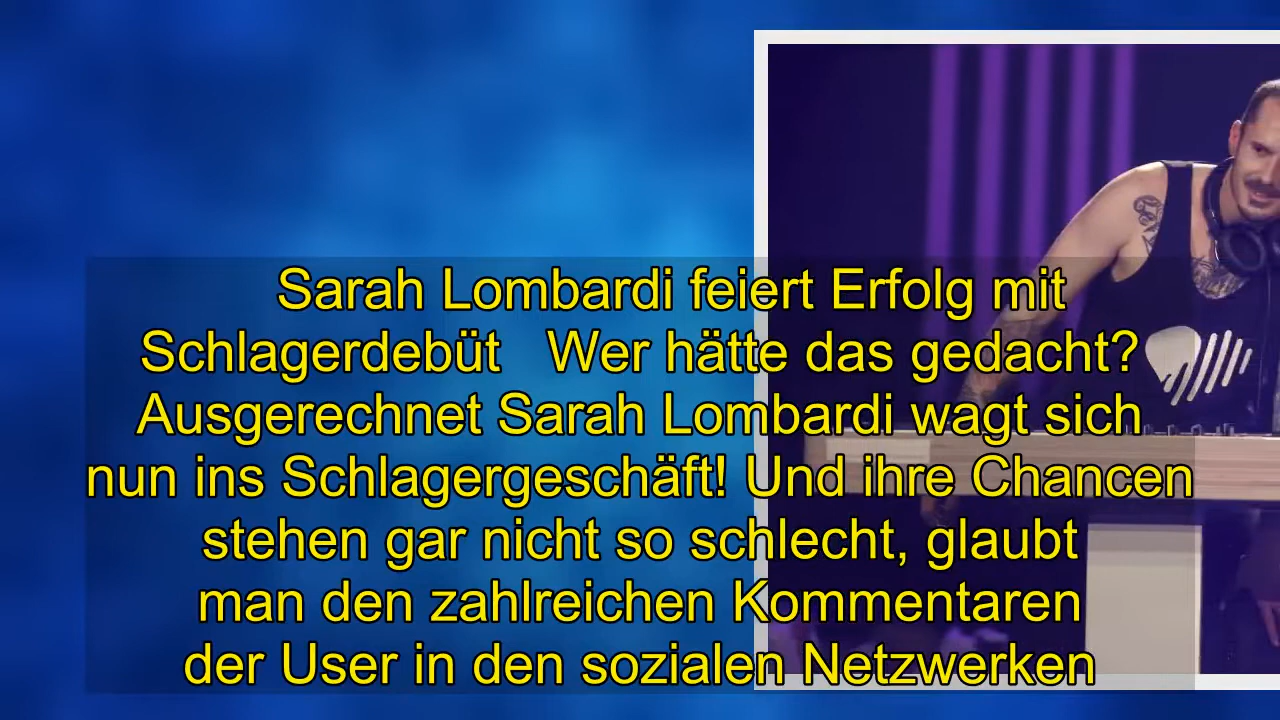 Sarah Lombardi feiert Erfolg mit
Schlagerdebüt Wer hätte das gedacht?
Ausgerechnet Sarah Lombardi wagt sich
nun ins Schlagergeschäft! Und ihre Chancen
stehen gar nicht so schlecht, glaubt
man den zahlreichen Kommentaren
der User in den sozialen Netzwerken